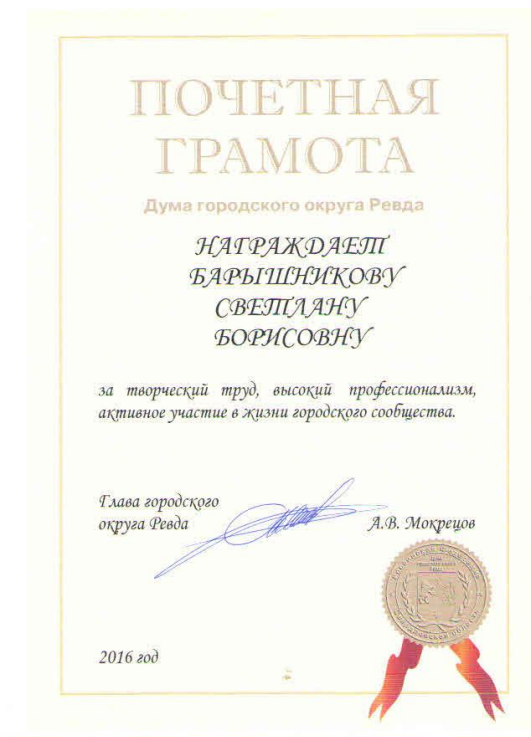 ПОЧЕТНАЯ
ГРАМОТА
Дума городского округа Ревда
НАГРАЖДАЕТ
БАРЫШНИКОВУ
СВЕТЛАНУ
БОРИСОВНУ
за творческий труд, высокий профессионализм,
активное участие в жизни городского сообщества.
Глава городского
округа Ревда
А.В. Мокрецов
2016 год